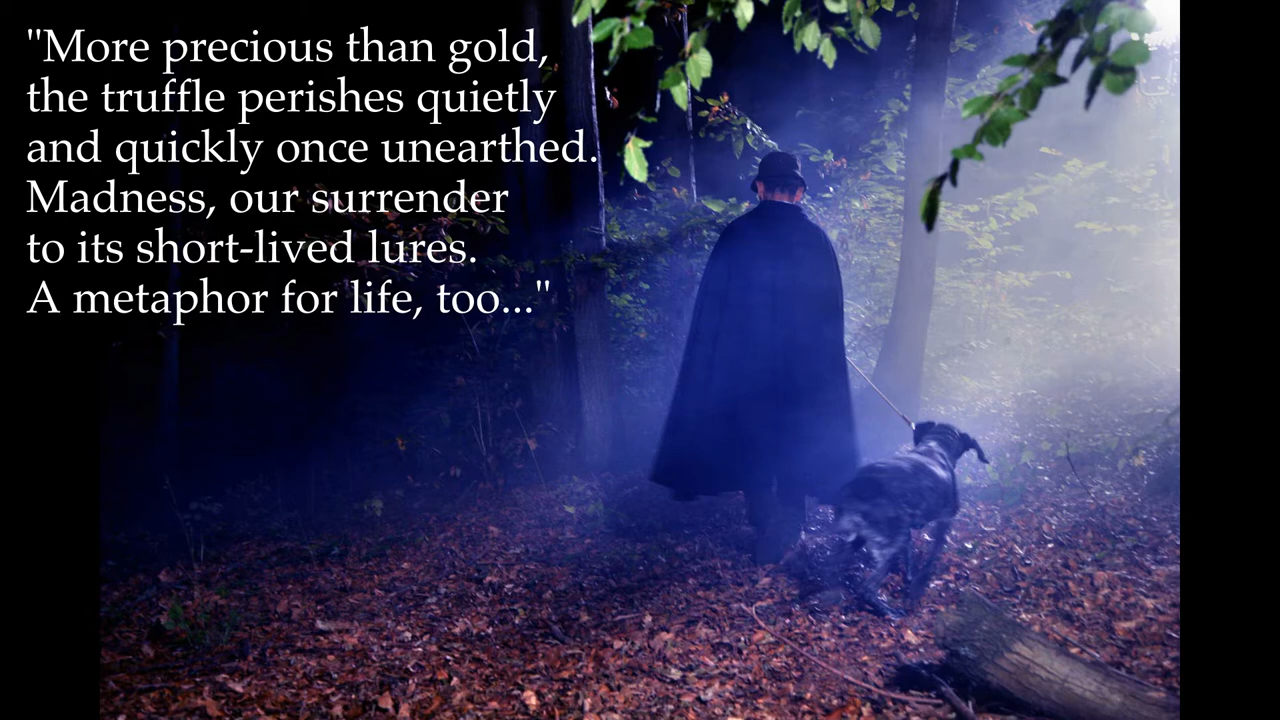 "More precious than gold,
the truffle perishes quietly
and quickly once unearthed.
Madness, our surrender
to its short-lived lures.
A metaphor for life, too..."